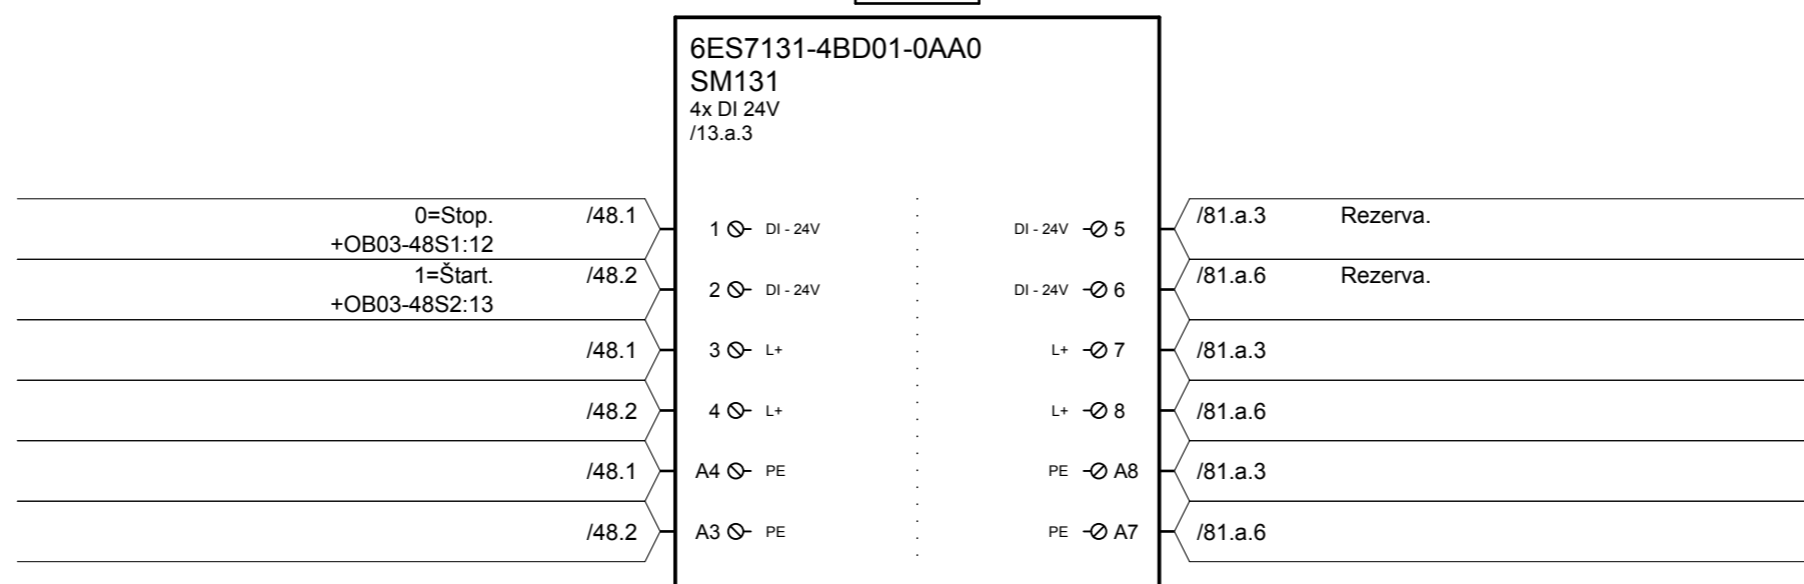 6ES7131-4BD01-0AA0
SM131
4x DI 24V
/13.a.3
0=Stop. /48.1 1 DI - 24V DI - 24V 5 /81.a.3 Rezerva.
+OB03-48S1:12
1=Štart. /48.2 2 DI - 24V DI - 24V 6 /81.a.6 Rezerva.
+OB03-48S2:13
/48.1 3 L+ L+ 7 /81.a.3
/48.2 4 L+ L+ 8 /81.a.6
/48.1 A4 PE PE A8 /81.a.3
/48.2 A3 PE PE A7 /81.a.6